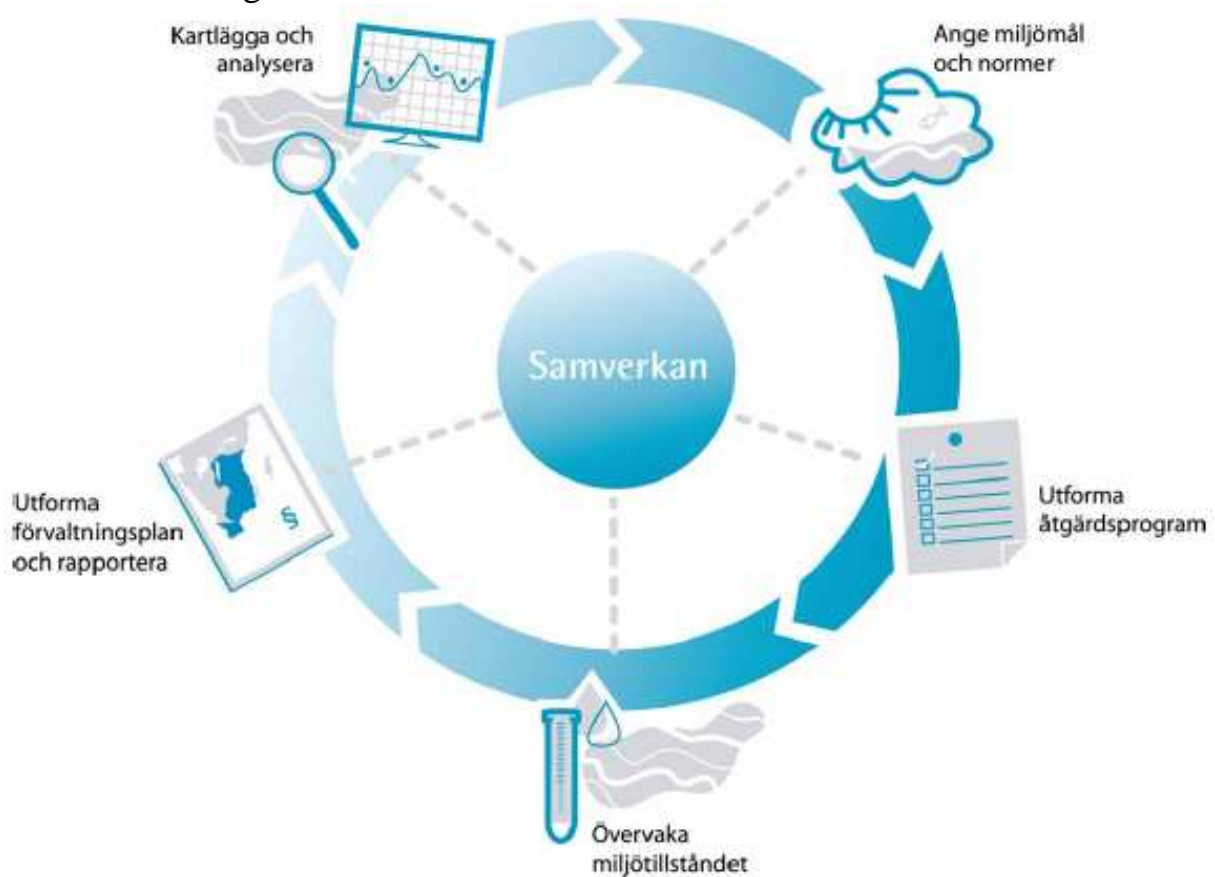 Kartlägga och
analysera
Ange miljömål
och normer
Samverkan
Utforma
åtgärdsprogram
Utforma
förvaltningsplan
och rapportera
§
Övervaka
miljötillståndet